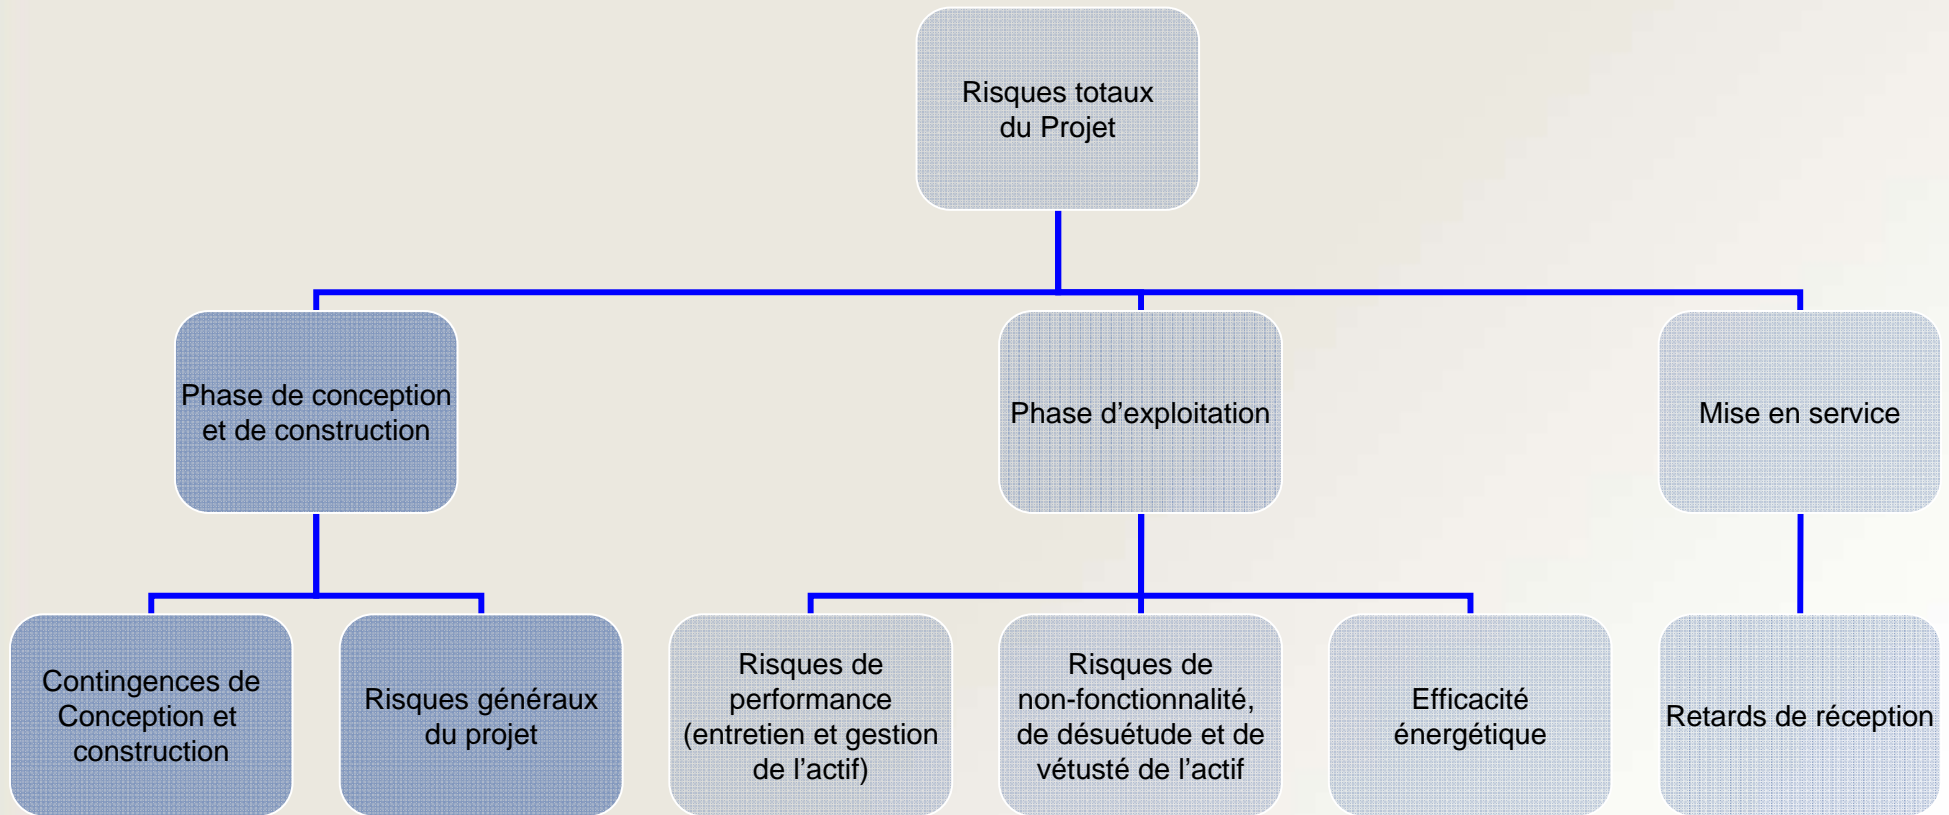 Risques totaux
du Projet
Phase de conception
et de construction
Phase d’exploitation
Mise en service
Contingences de
Conception et
construction
Risques généraux
du projet
Risques de
performance
(entretien et gestion
de l’actif)
Risques de
non-fonctionnalité,
de désuétude et de
vétusté de l’actif
Efficacité
énergétique
Retards de réception